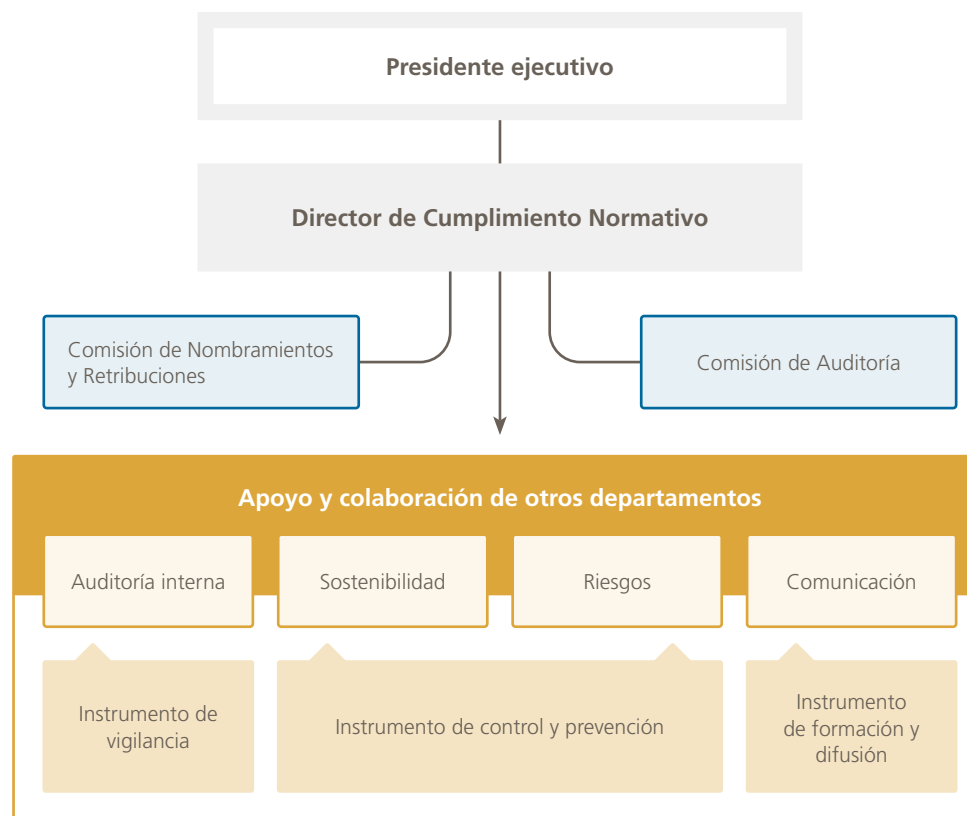 Presidente ejecutivo
Director de Cumplimiento Normativo
Comisión de Nombramientos
y Retribuciones
Comisión de Auditoría
Apoyo y colaboración de otros departamentos
Auditoría interna
Sostenibilidad
Riesgos
Comunicación
Instrumento de
vigilancia
Instrumento de control y prevención
Instrumento
de formación y
difusión